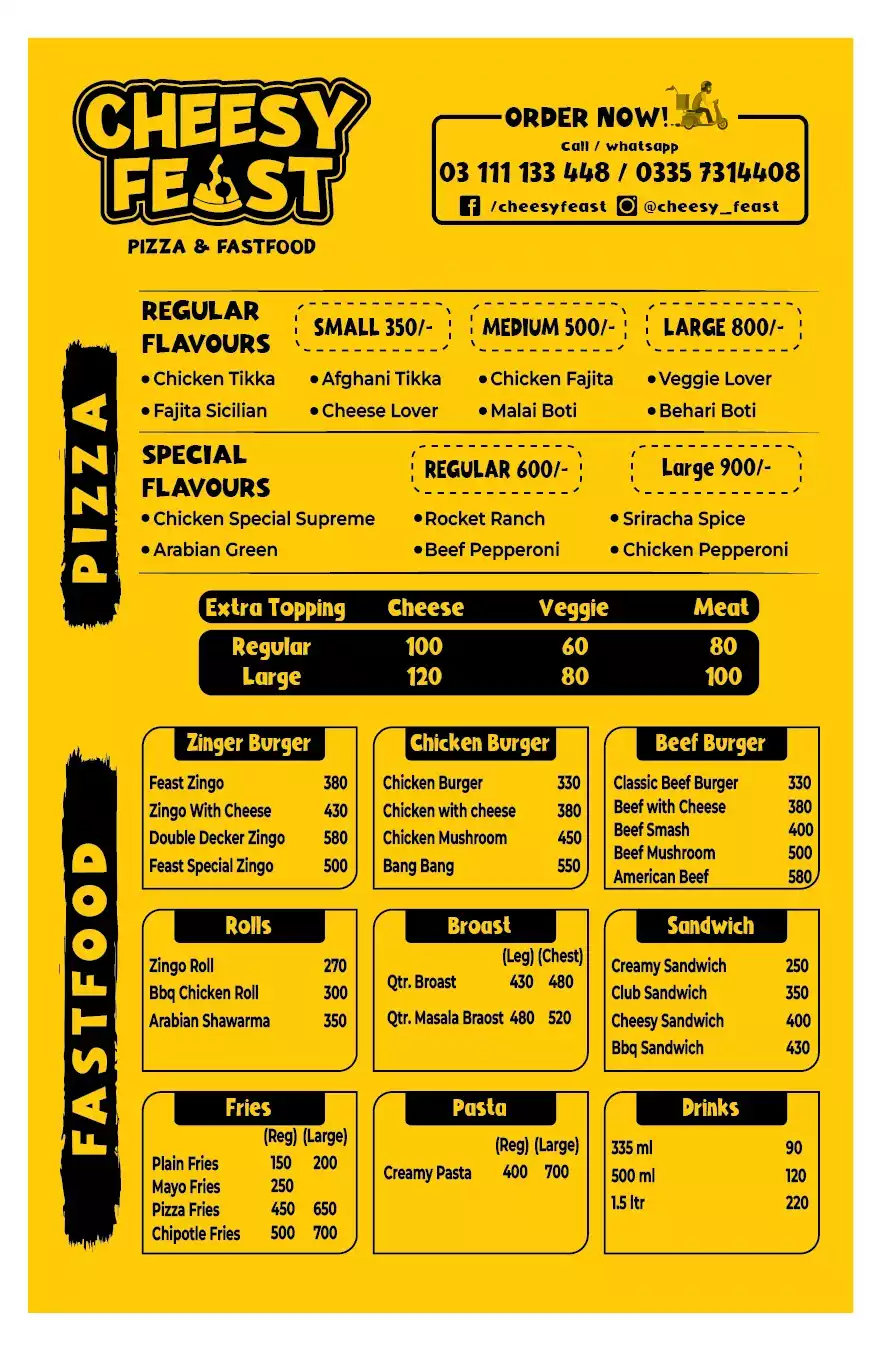 CHEESY
FEAST
PIZZA & FASTFOOD
ORDER NOW!
Call / whatsapp
03 111 133 448 / 0335 7314408
/cheesyfeast @cheesy_feast
PIZZA
REGULAR
FLAVOURS
SMALL 350/- MEDIUM 500/- LARGE 800/-
• Chicken Tikka • Afghani Tikka • Chicken Fajita • Veggie Lover
• Fajita Sicilian • Cheese Lover • Malai Boti • Behari Boti
SPECIAL
FLAVOURS
REGULAR 600/- Large 900/-
• Chicken Special Supreme • Rocket Ranch • Sriracha Spice
• Arabian Green • Beef Pepperoni • Chicken Pepperoni
Extra Topping Cheese Veggie Meat
Regular 100 60 80
Large 120 80 100
FASTFOOD
Zinger Burger
Feast Zingo 380
Zingo With Cheese 430
Double Decker Zingo 580
Feast Special Zingo 500
Chicken Burger
Chicken Burger 330
Chicken with cheese 380
Chicken Mushroom 450
Bang Bang 550
Beef Burger
Classic Beef Burger 330
Beef with Cheese 380
Beef Smash 400
Beef Mushroom 500
American Beef 580
Rolls
Zingo Roll 270
Bbq Chicken Roll 300
Arabian Shawarma 350
Broast
(Leg) (Chest)
Qtr. Broast 430 480
Qtr. Masala Braost 480 520
Sandwich
Creamy Sandwich 250
Club Sandwich 350
Cheesy Sandwich 400
Bbq Sandwich 430
Fries
(Reg) (Large)
Plain Fries 150 200
Mayo Fries 250
Pizza Fries 450 650
Chipotle Fries 500 700
Pasta
(Reg) (Large)
Creamy Pasta 400 700
Drinks
335 ml 90
500 ml 120
1.5 ltr 220